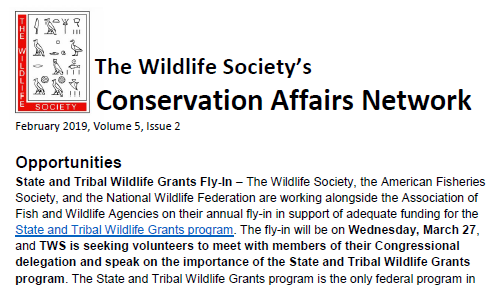 THE WILDLIFE
SOCIETY
The Wildlife Society's
Conservation Affairs Network
February 2019, Volume 5, Issue 2
Opportunities
State and Tribal Wildlife Grants Fly-In – The Wildlife Society, the American Fisheries
Society, and the National Wildlife Federation are working alongside the Association of
Fish and Wildlife Agencies on their annual fly-in in support of adequate funding for the
State and Tribal Wildlife Grants program. The fly-in will be on Wednesday, March 27,
and TWS is seeking volunteers to meet with members of their Congressional
delegation and speak on the importance of the State and Tribal Wildlife Grants
program. The State and Tribal Wildlife Grants program is the only federal program in